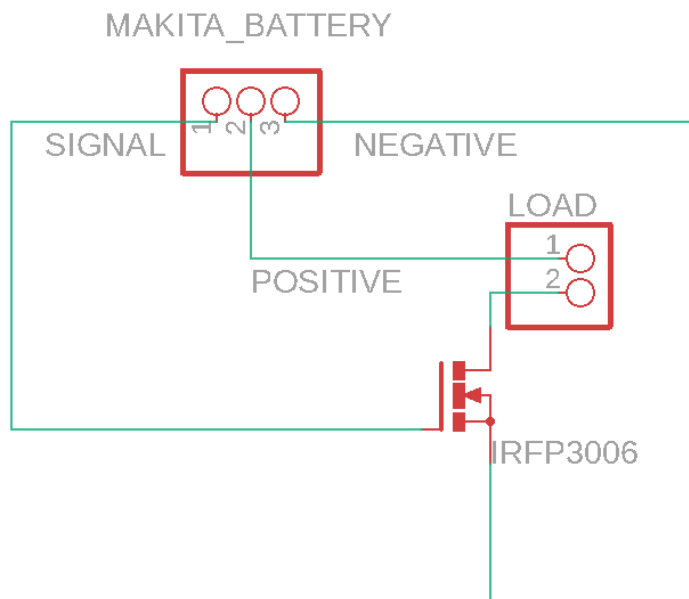 MAKITA_BATTERY
1 2 3
SIGNAL
NEGATIVE
LOAD
1
2
POSITIVE
IRFP3006